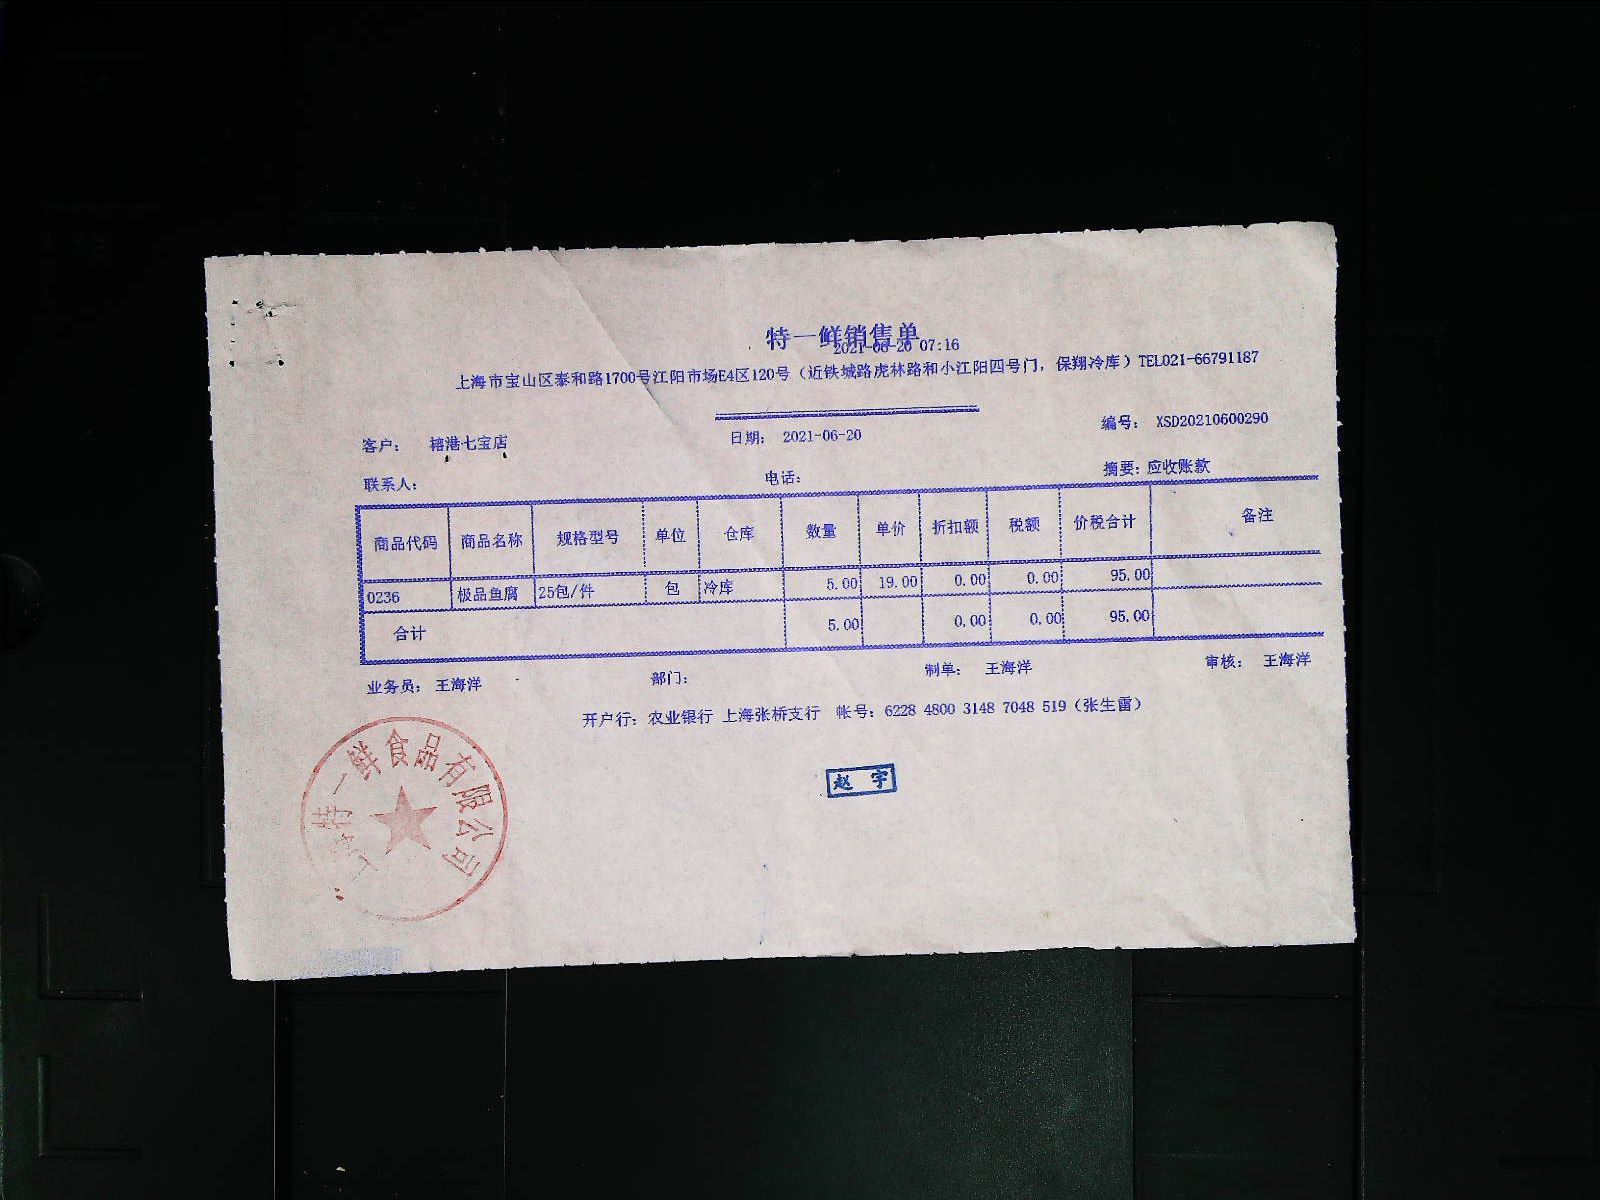 特一鲜销售单
2021-06-20 07:16
上海市宝山区泰和路1700号江阳市场E4区120号（近铁城路虎林路和小江阳四号门，保翔冷库）TEL021-66791187
客户： 榕港七宝店 日期： 2021-06-20 编号： XSD20210600290
联系人： 电话： 摘要：应收账款
商品代码 商品名称 规格型号 单位 仓库 数量 单价 折扣额 税额 价税合计 备注
0236 极品鱼腐 25包/件 包 冷库 5.00 19.00 0.00 0.00 95.00
合计 5.00 0.00 0.00 95.00
业务员： 王海洋 部门： 制单： 王海洋 审核： 王海洋
开户行：农业银行 上海张桥支行 帐号：6228 4800 3148 7048 519（张生雷）
赵宇
上海特一鲜食品有限公司